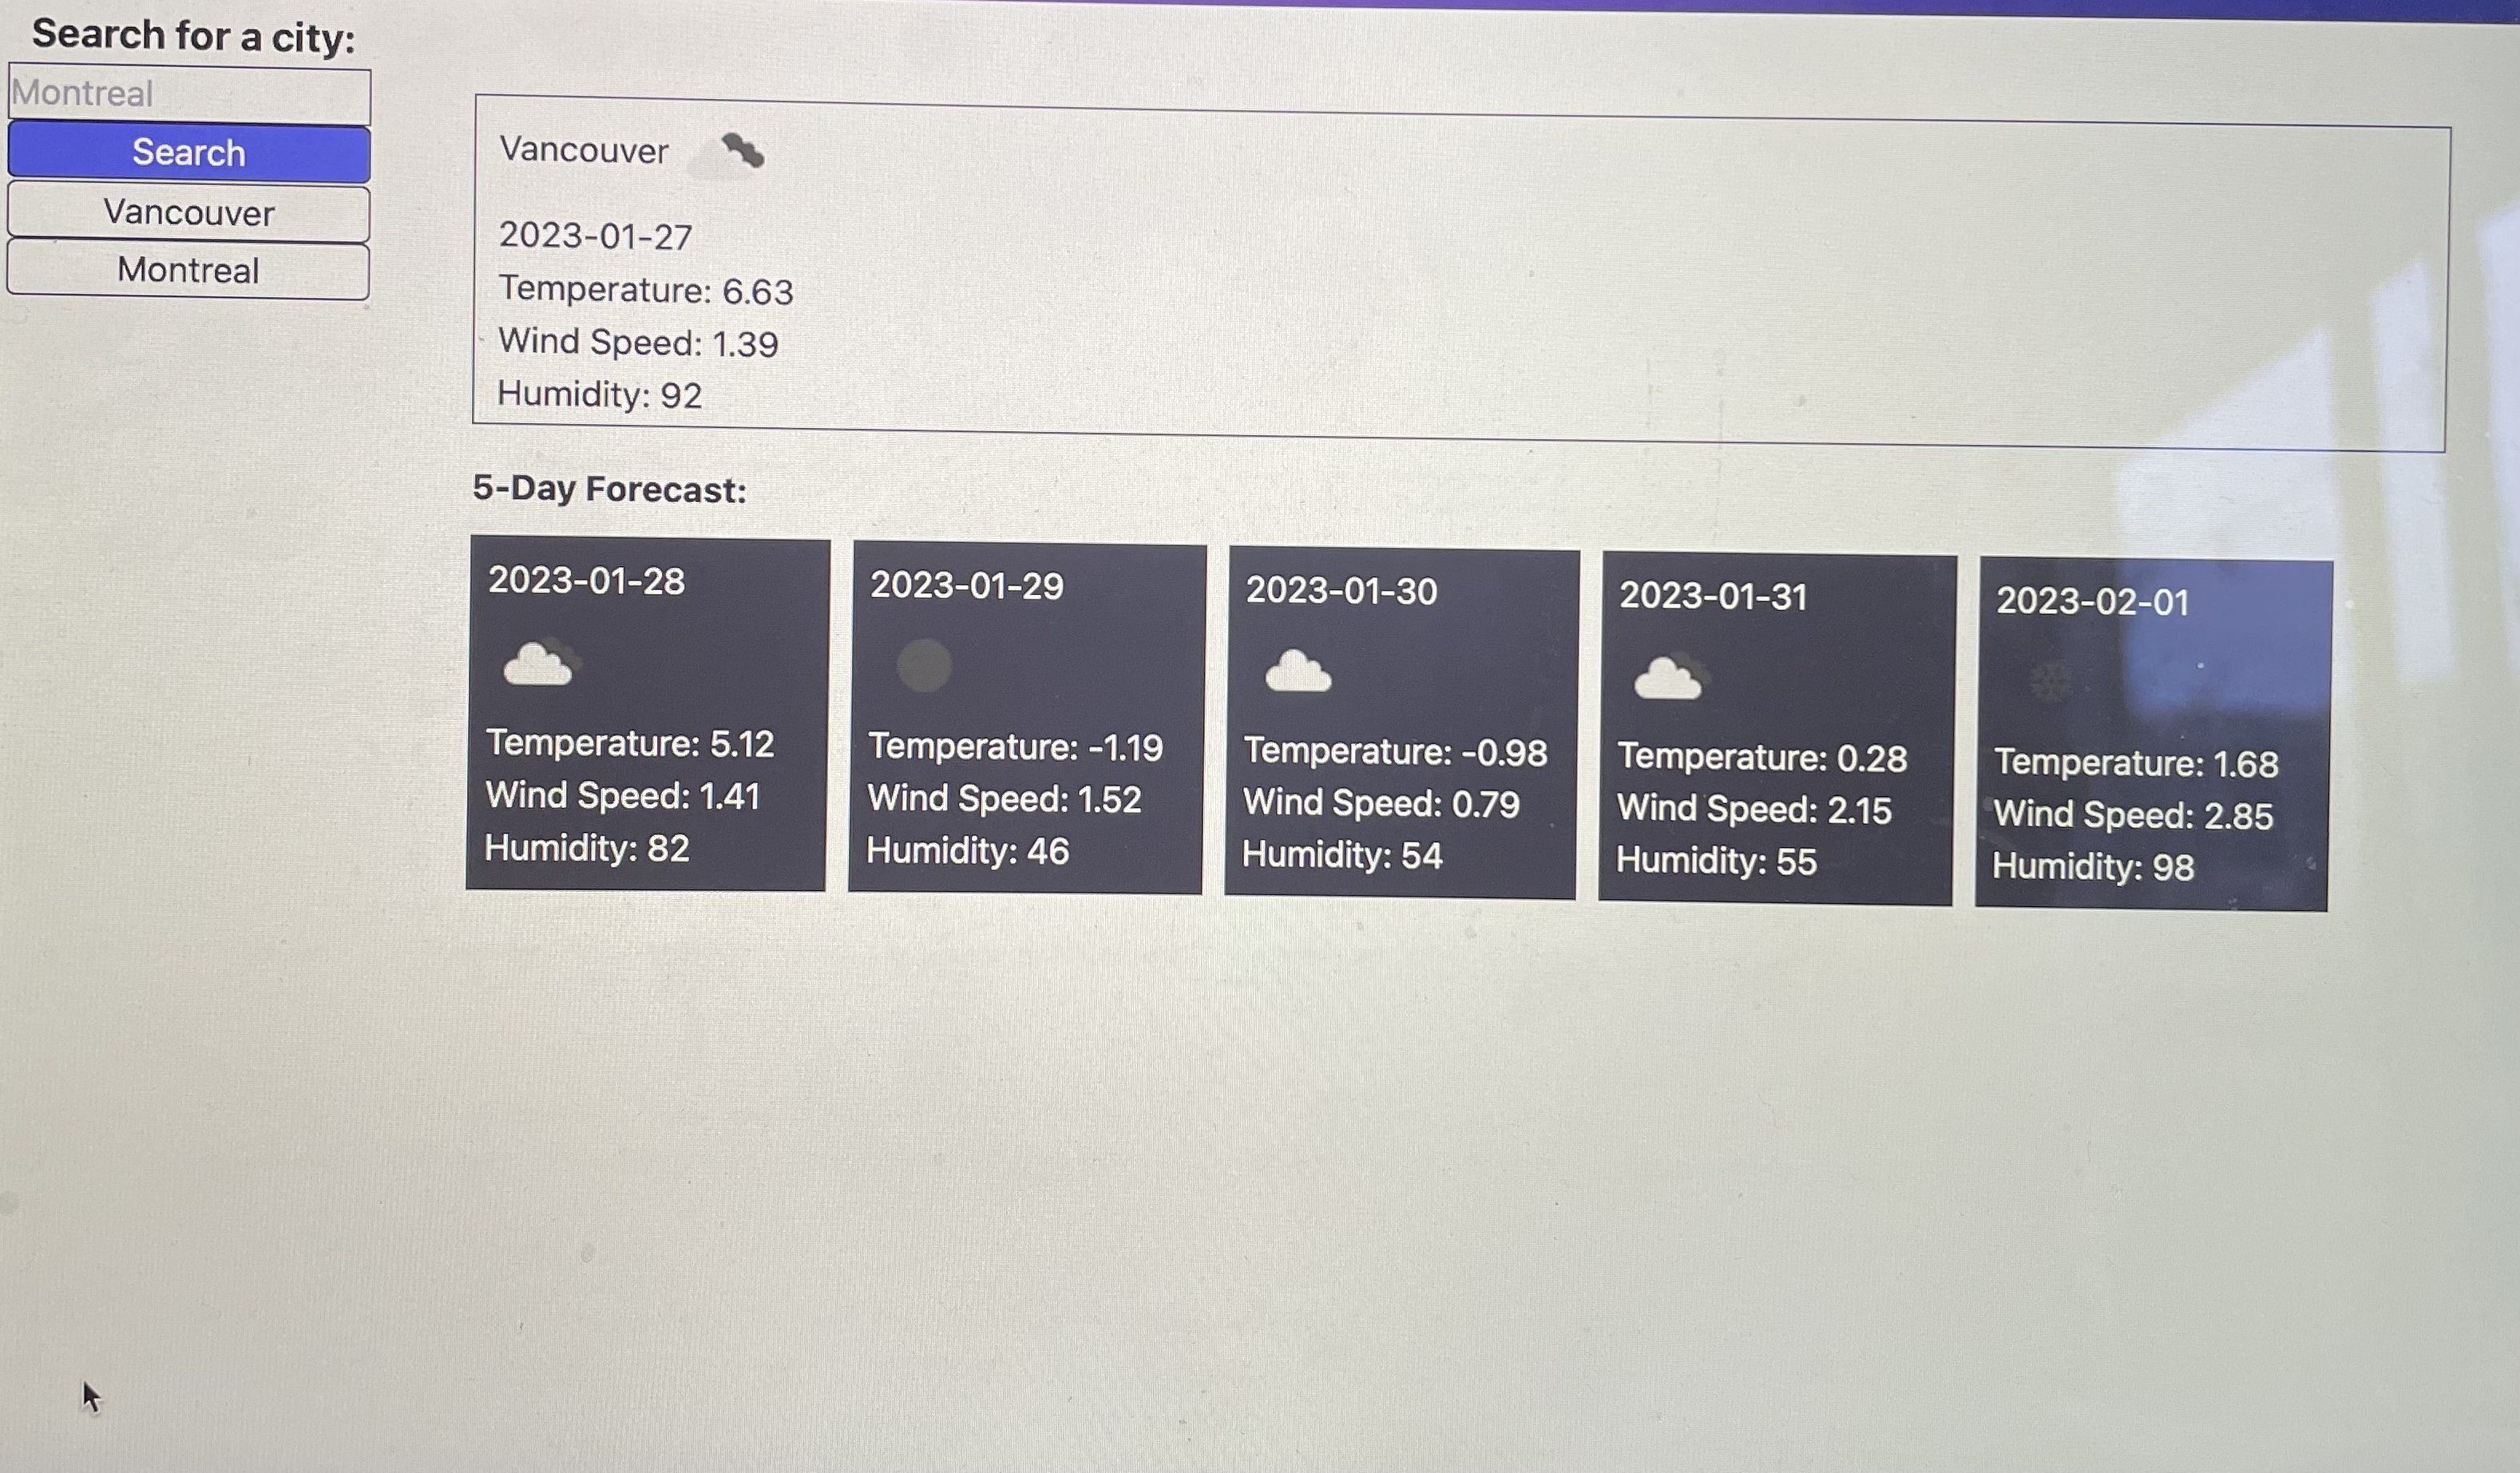 Search for a city:
Montreal
Search
Vancouver
Montreal
Vancouver
2023-01-27
Temperature: 6.63
Wind Speed: 1.39
Humidity: 92
5-Day Forecast:
2023-01-28
Temperature: 5.12
Wind Speed: 1.41
Humidity: 82
2023-01-29
Temperature: -1.19
Wind Speed: 1.52
Humidity: 46
2023-01-30
Temperature: -0.98
Wind Speed: 0.79
Humidity: 54
2023-01-31
Temperature: 0.28
Wind Speed: 2.15
Humidity: 55
2023-02-01
Temperature: 1.68
Wind Speed: 2.85
Humidity: 98